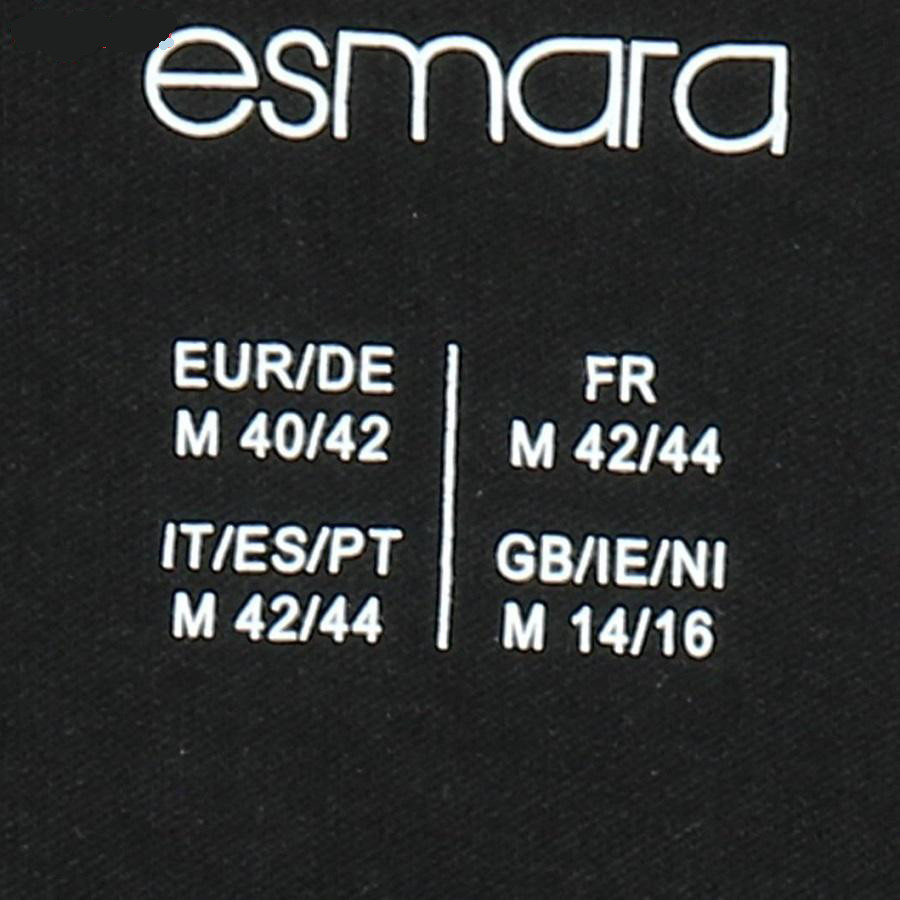 esmara
EUR/DE
M 40/42
FR
M 42/44
IT/ES/PT
M 42/44
GB/IE/NI
M 14/16